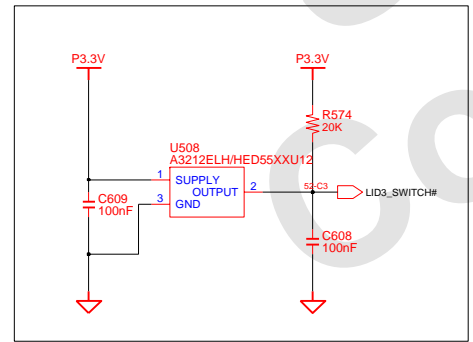 P3.3V
P3.3V
R574
20K
U508
A3212ELH/HED55XXU12
1 SUPPLY
OUTPUT 2
3 GND
52-C3
LID3_SWITCH#
C609
100nF
C608
100nF